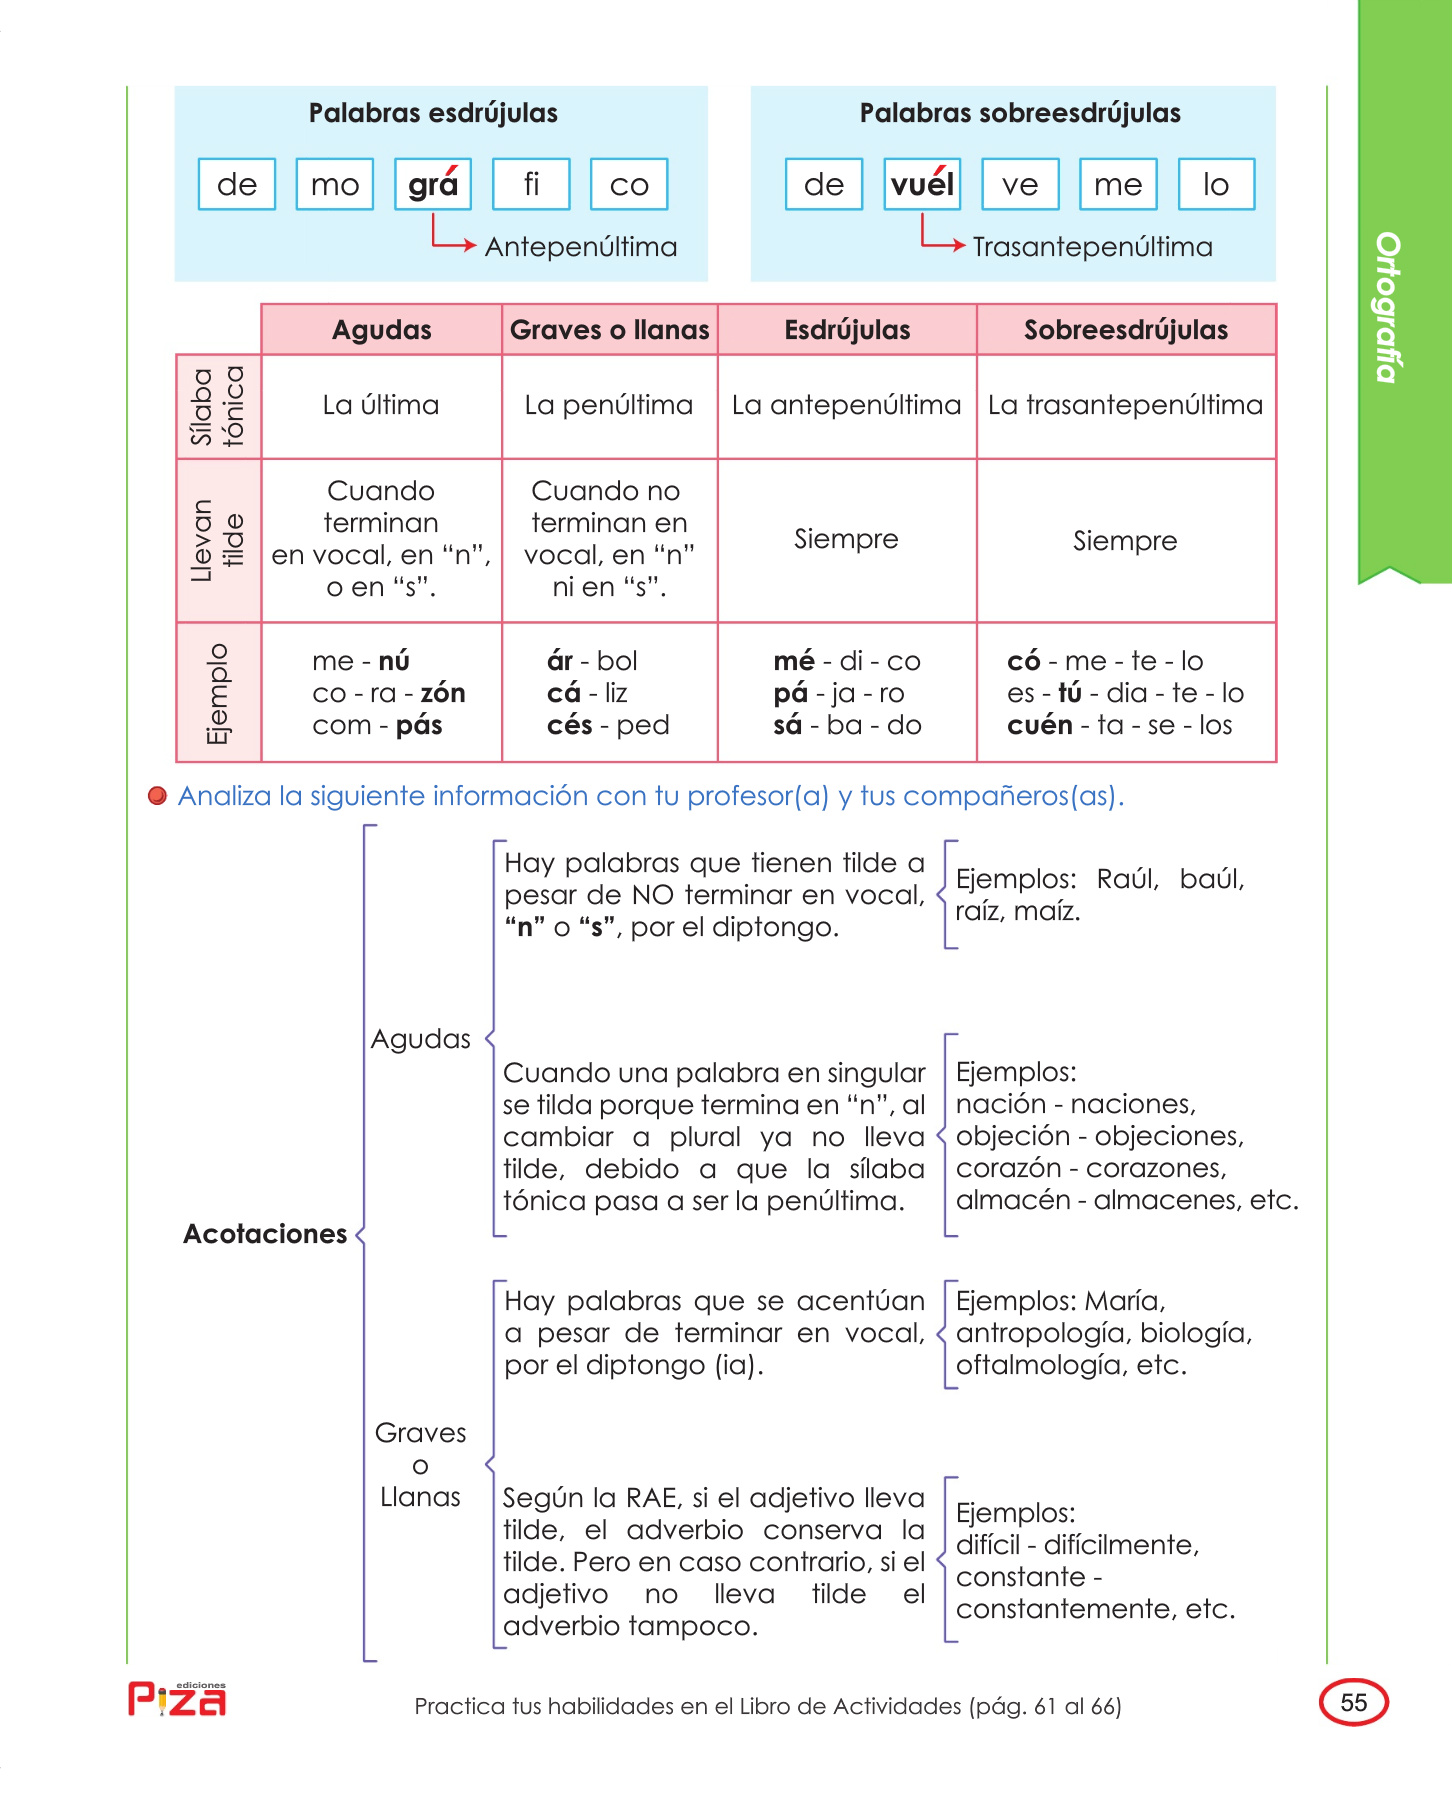 Palabras esdrújulas
de mo grá fi co
Antepenúltima
Palabras sobreesdrújulas
de vuél ve me lo
Trasantepenúltima
Ortografía
Agudas Graves o llanas Esdrújulas Sobreesdrújulas
Sílaba
tónica
La última
La penúltima
La antepenúltima
La trasantepenúltima
Llevan
tilde
Cuando
terminan
en vocal, en “n”,
o en “s”.
Cuando no
terminan en
vocal, en “n”
ni en “s”.
Siempre
Siempre
Ejemplo
me - nú
co - ra - zón
com - pás
ár - bol
cá - liz
cés - ped
mé - di - co
pá - ja - ro
sá - ba - do
có - me - te - lo
es - tú - dia - te - lo
cuén - ta - se - los
Analiza la siguiente información con tu profesor(a) y tus compañeros(as).
Acotaciones
Agudas
Hay palabras que tienen tilde a
pesar de NO terminar en vocal,
“n” o “s”, por el diptongo.
Ejemplos: Raúl, baúl,
raíz, maíz.
Cuando una palabra en singular
se tilda porque termina en “n”, al
cambiar a plural ya no lleva
tilde, debido a que la sílaba
tónica pasa a ser la penúltima.
Ejemplos:
nación - naciones,
objeción - objeciones,
corazón - corazones,
almacén - almacenes, etc.
Graves
o
Llanas
Hay palabras que se acentúan
a pesar de terminar en vocal,
por el diptongo (ia).
Ejemplos: María,
antropología, biología,
oftalmología, etc.
Según la RAE, si el adjetivo lleva
tilde, el adverbio conserva la
tilde. Pero en caso contrario, si el
adjetivo no lleva tilde el
adverbio tampoco.
Ejemplos:
difícil - difícilmente,
constante -
constantemente, etc.
ediciones
Piza
Practica tus habilidades en el Libro de Actividades (pág. 61 al 66)
55